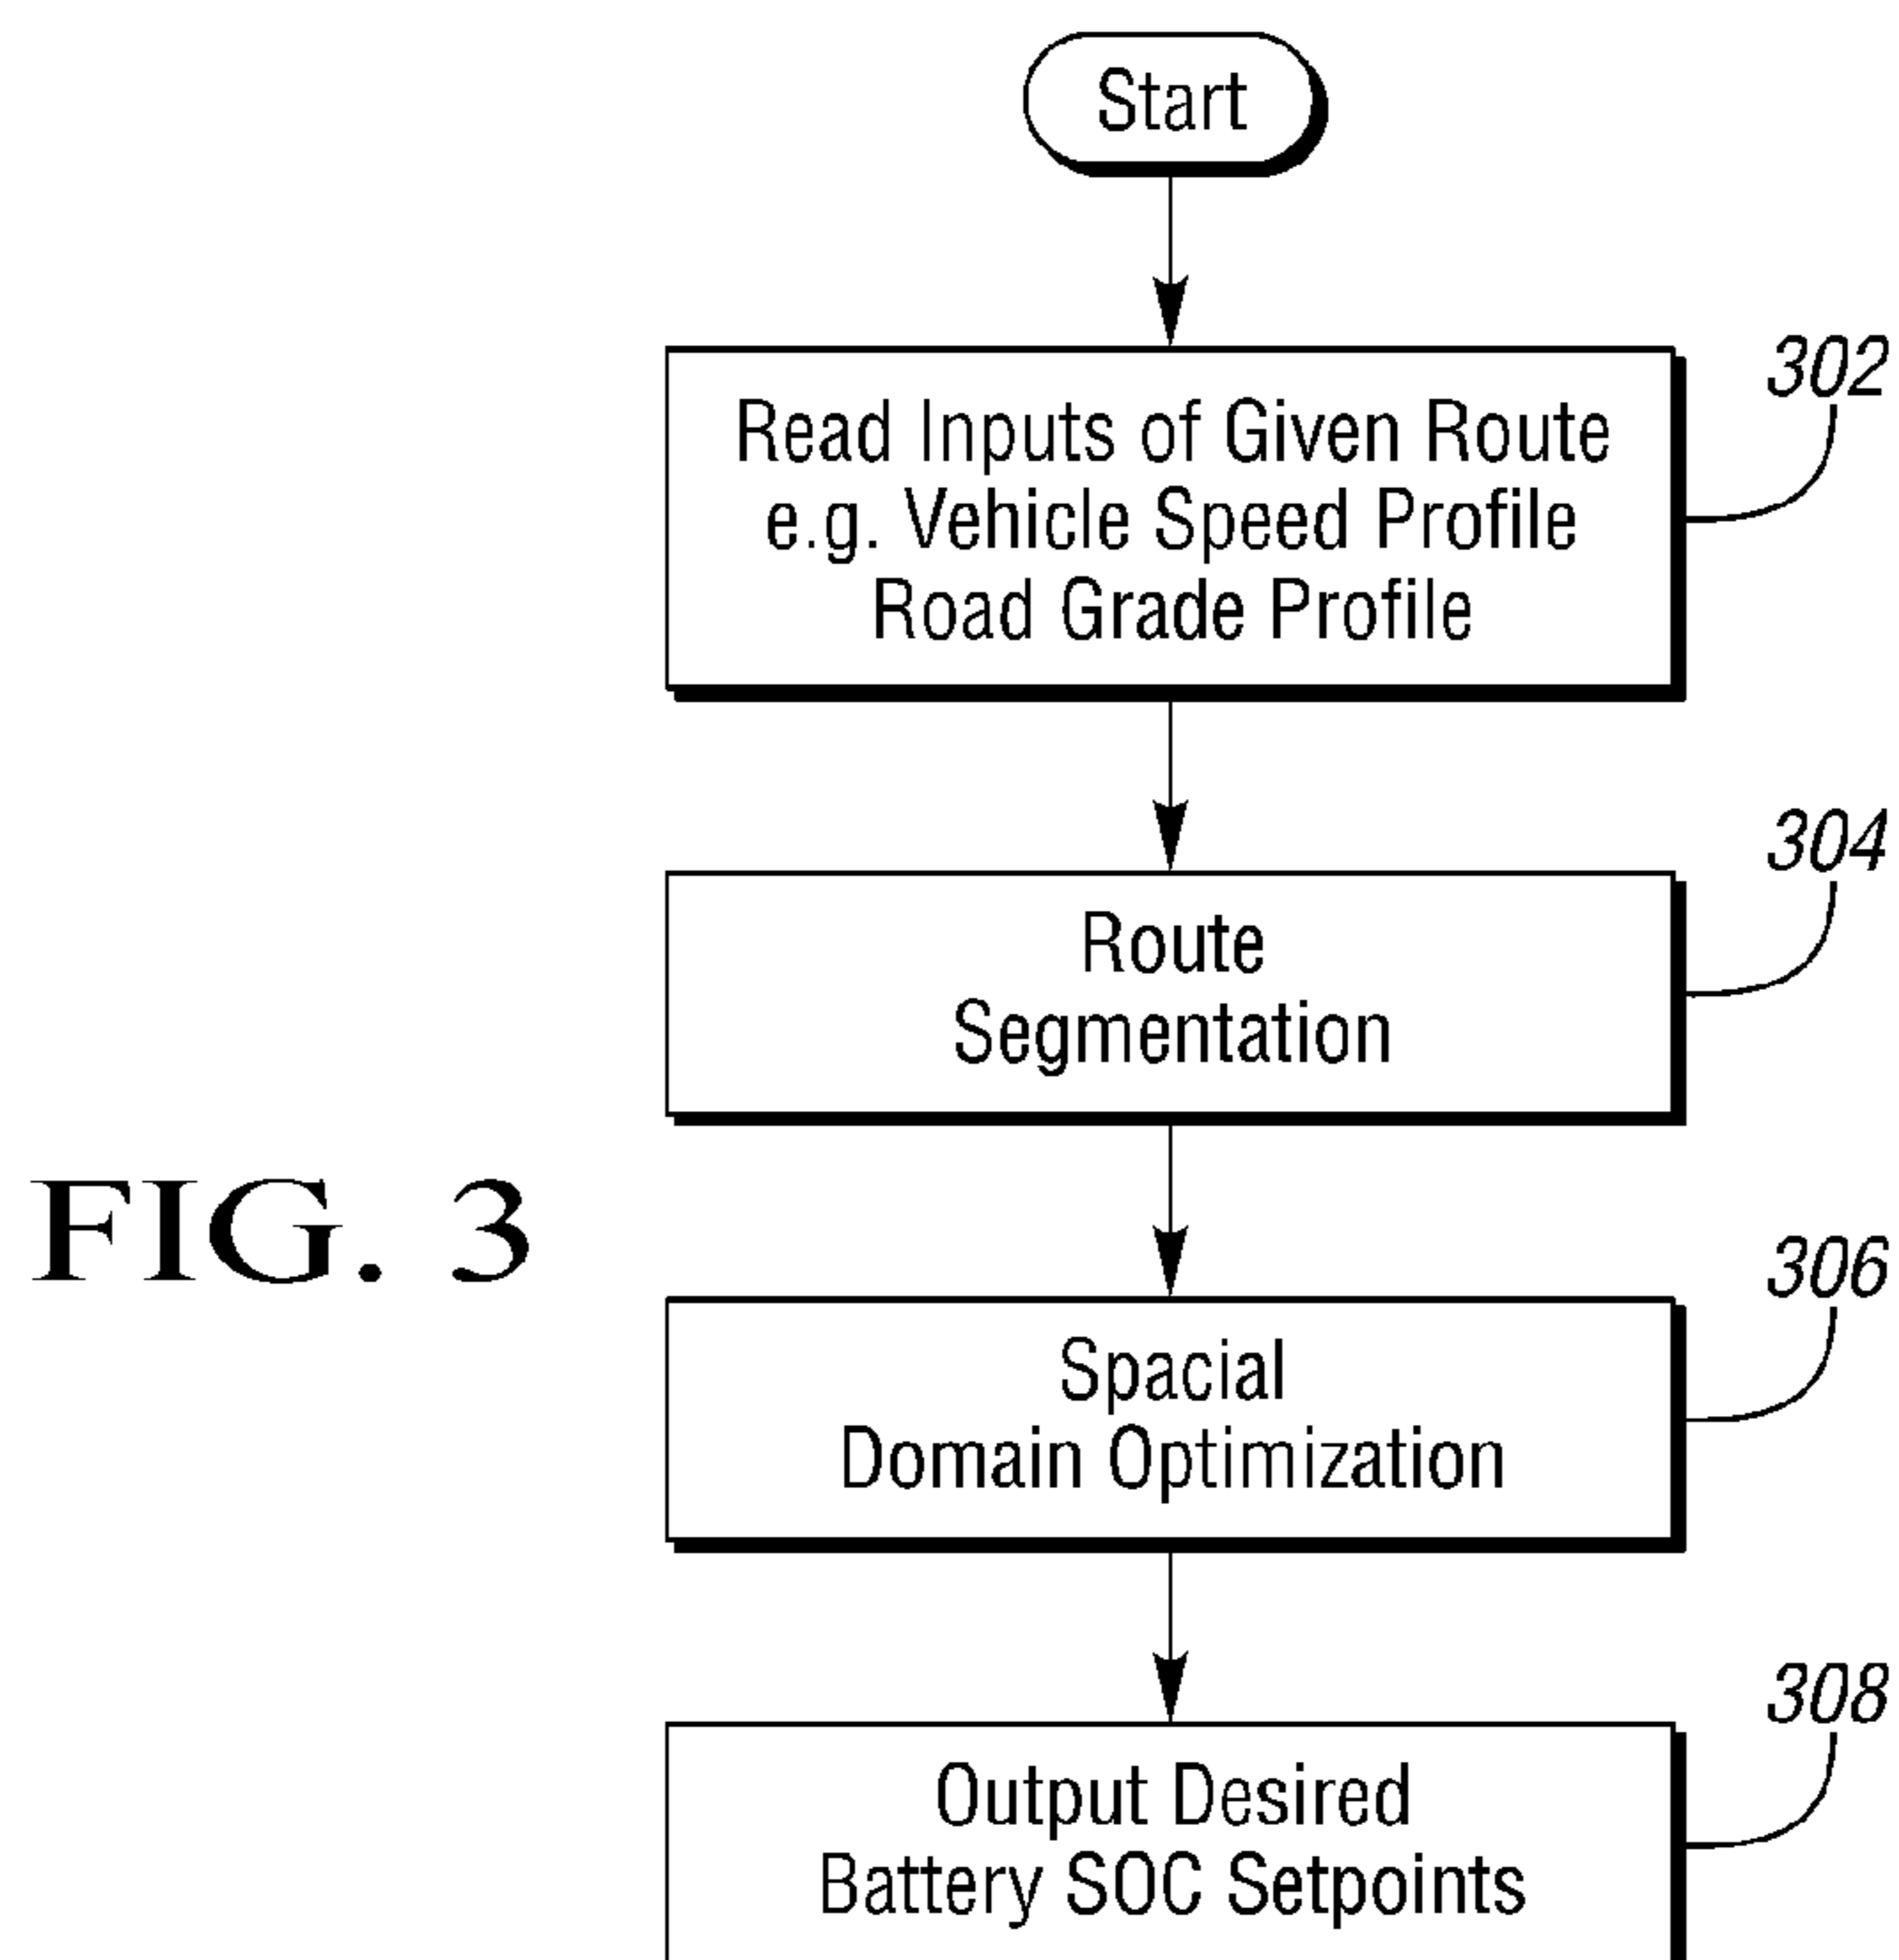 Start
302
Read Inputs of Given Route
e.g. Vehicle Speed Profile
Road Grade Profile
304
Route
Segmentation
FIG. 3
306
Spacial
Domain Optimization
308
Output Desired
Battery SOC Setpoints